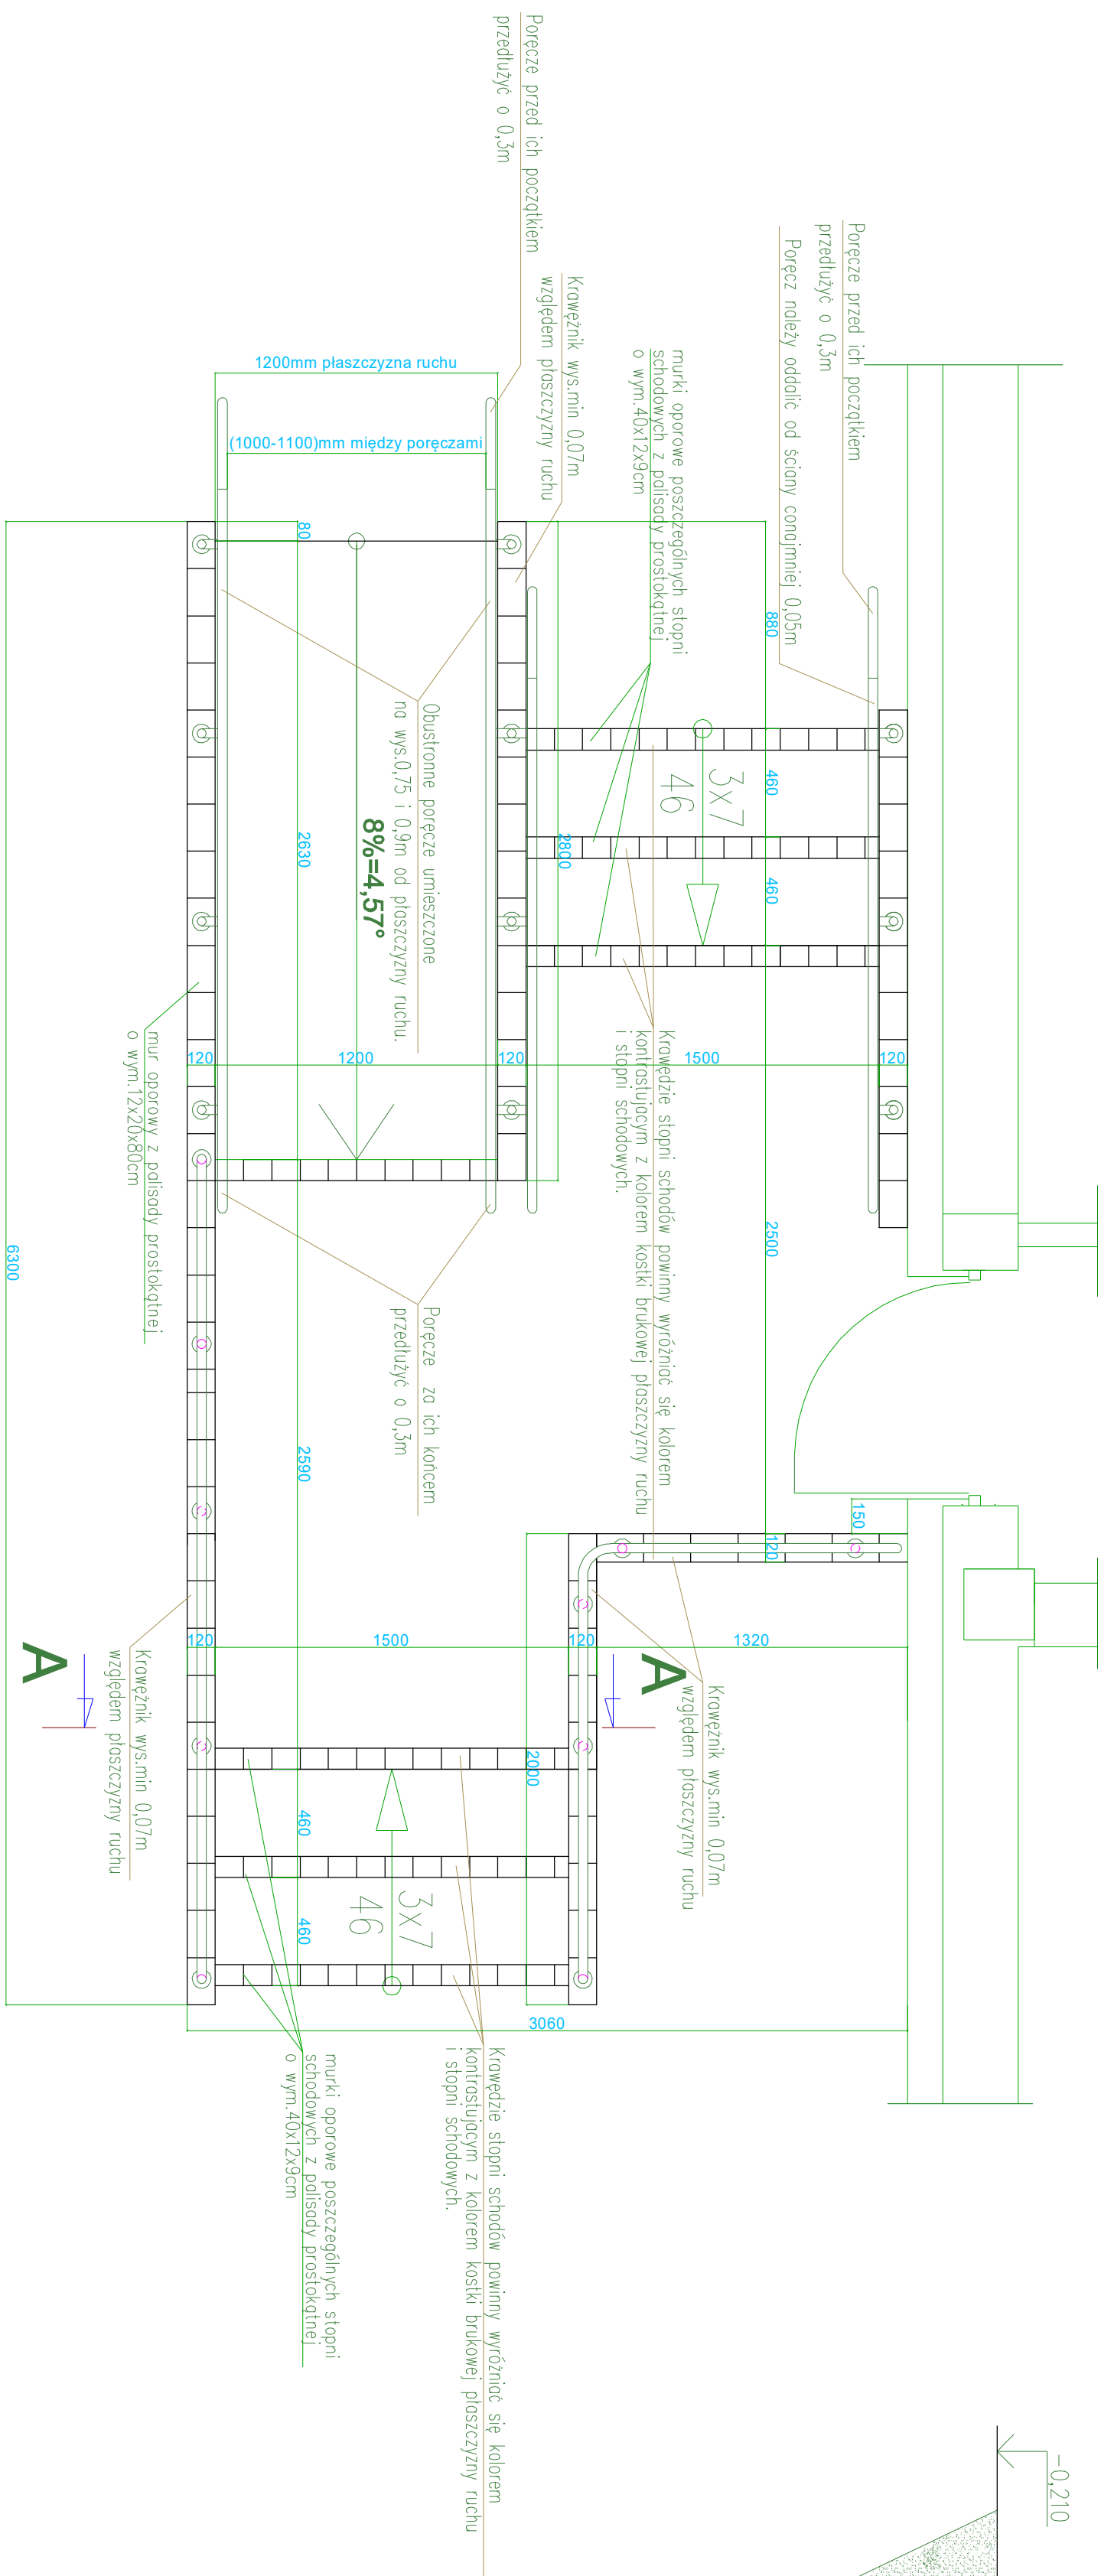 Poręcze przed ich początkiem
przedłużyć o 0,3m
Poręcz należy oddalić od ściany conajmniej 0,05m
Poręcze przed ich początkiem
przedłużyć o 0,3m
Krawężnik wys.min 0,07m
względem płaszczyzny ruchu
murki oporowe poszczególnych stopni
schodowych z palisady prostokątnej
o wym.40x12x9cm
1200mm płaszczyzna ruchu
(1000-1100)mm między poręczami
80
880
460
460
2800
2630
3x7
46
Obustronne poręcze umieszczone
na wys.0,75 i 0,9m od płaszczyzny ruchu.
8%=4,57°
120
1200
120
1500
120
mur oporowy z palisady prostokątnej
o wym.12x20x80cm
Krawędzie stopni schodów powinny wyróżniać się kolorem
kontrastującym z kolorem kostki brukowej płaszczyzny ruchu
i stopni schodowych.
2500
6300
Poręcze za ich końcem
przedłużyć o 0,3m
2590
150
120
120
1500
120
1320
A
A
Krawężnik wys.min 0,07m
względem płaszczyzny ruchu
Krawężnik wys.min 0,07m
względem płaszczyzny ruchu
2000
460
460
3x7
46
3060
Krawędzie stopni schodów powinny wyróżniać się kolorem
kontrastującym z kolorem kostki brukowej płaszczyzny ruchu
i stopni schodowych.
murki oporowe poszczególnych stopni
schodowych z palisady prostokątnej
o wym.40x12x9cm
-0,210